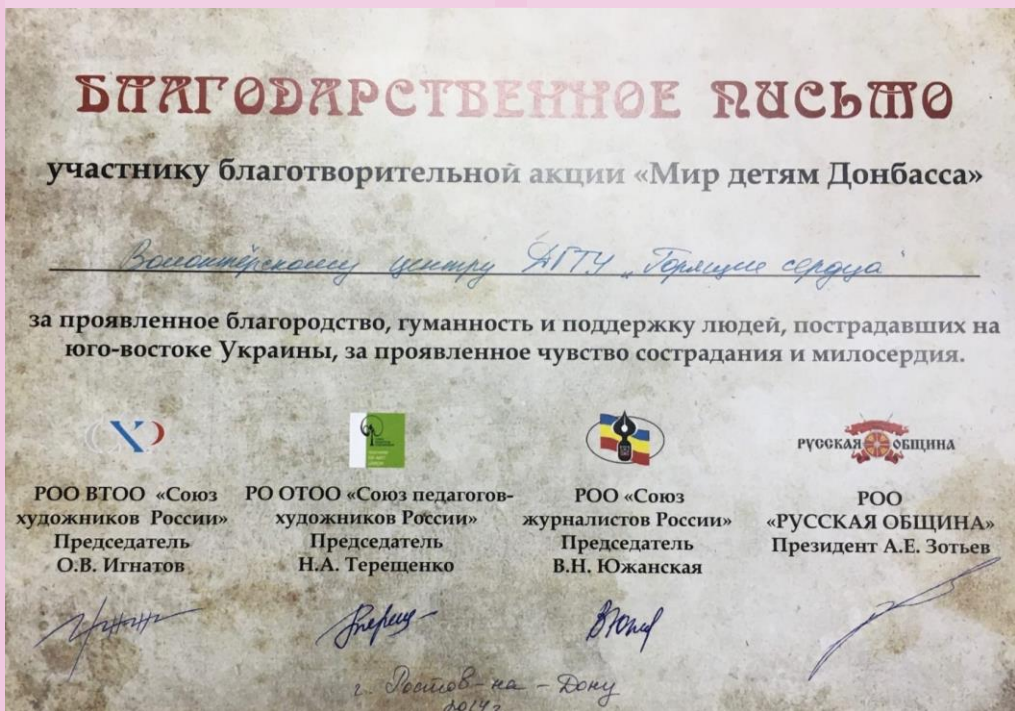 БЛАГОДАРСТВЕННОЕ ПИСЬМО
участнику благотворительной акции «Мир детям Донбасса»
Волонтёрскому центру ДГТУ „Горящие сердца"
за проявленное благородство, гуманность и поддержку людей, пострадавших на
юго-востоке Украины, за проявленное чувство сострадания и милосердия.
РУССКАЯ ОБЩИНА
РОО ВТОО «Союз
художников России»
Председатель
О.В. Игнатов
РО ОТОО «Союз педагогов-
художников России»
Председатель
Н.А. Терещенко
РОО «Союз
журналистов России»
Председатель
В.Н. Южанская
РОО
«РУССКАЯ ОБЩИНА»
Президент А.Е. Зотьев
г. Ростов-на-Дону
2014г